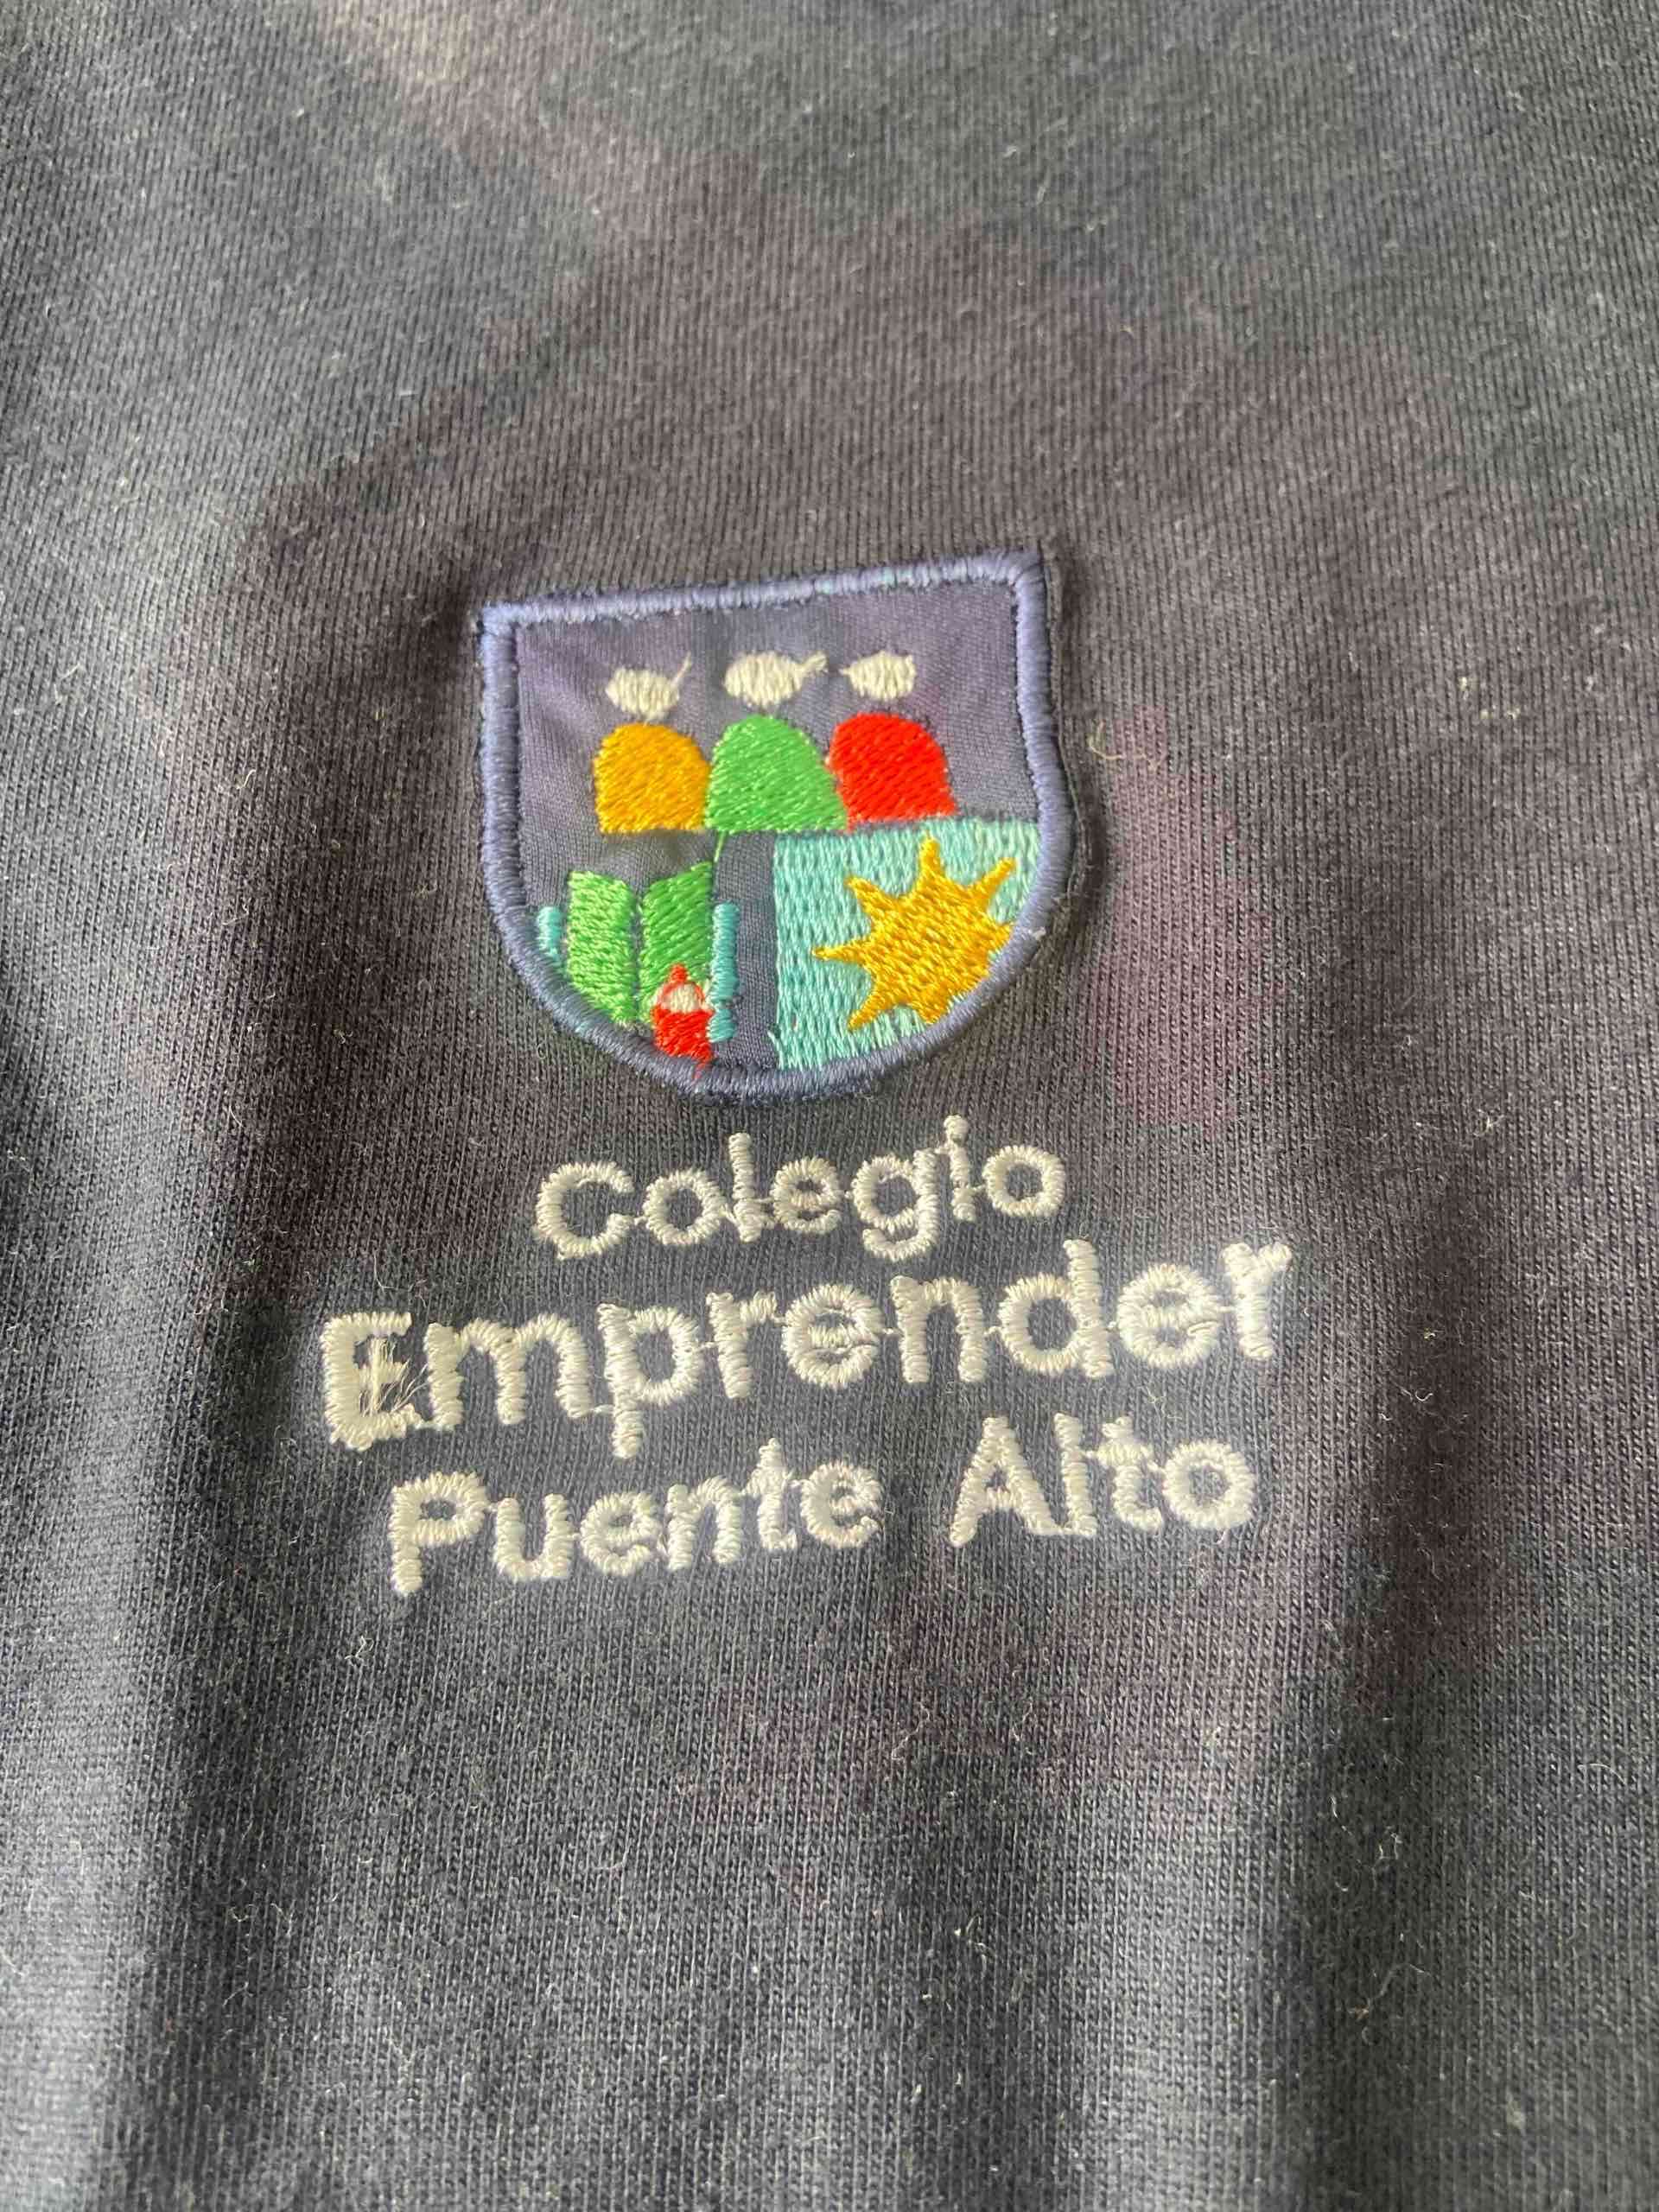 Colegio
Emprender
Puente Alto